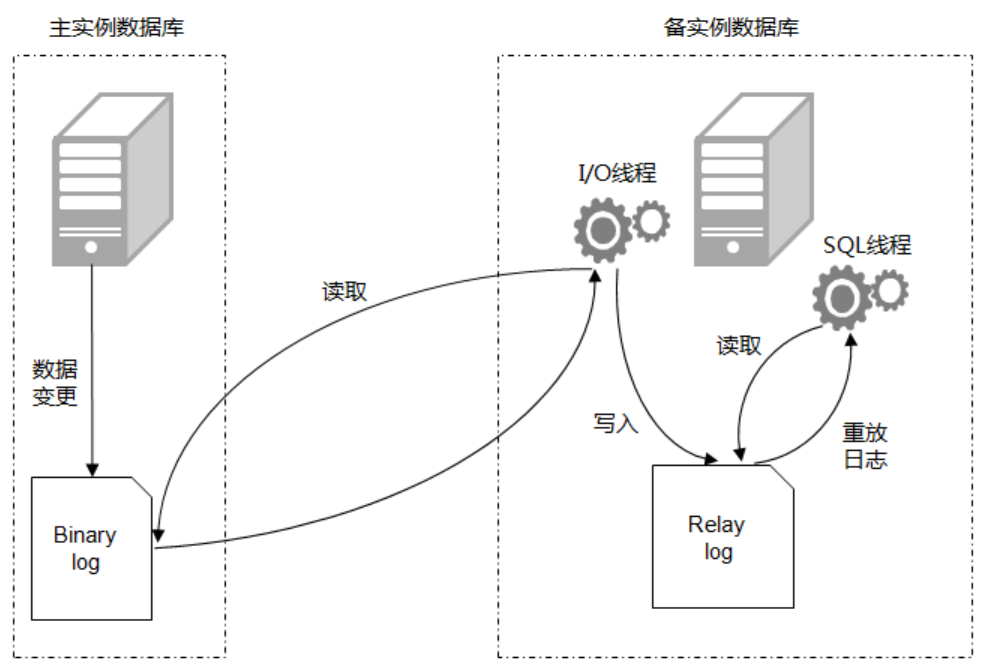 主实例数据库
备实例数据库
I/O线程
SQL线程
读取
读取
数据
变更
写入
重放
日志
Binary
log
Relay
log